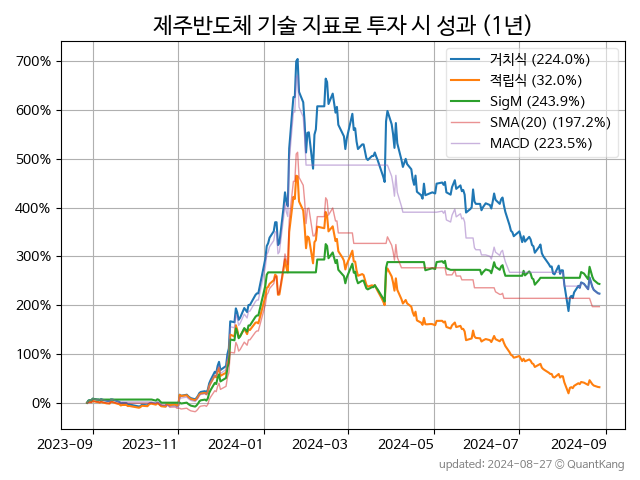 제주반도체 기술 지표로 투자 시 성과 (1년)
700%
600%
500%
400%
300%
200%
100%
0%
거치식 (224.0%)
적립식 (32.0%)
SigM (243.9%)
SMA(20) (197.2%)
MACD (223.5%)
2023-09 2023-11 2024-01 2024-03 2024-05 2024-07 2024-09
updated: 2024-08-27 © QuantKang